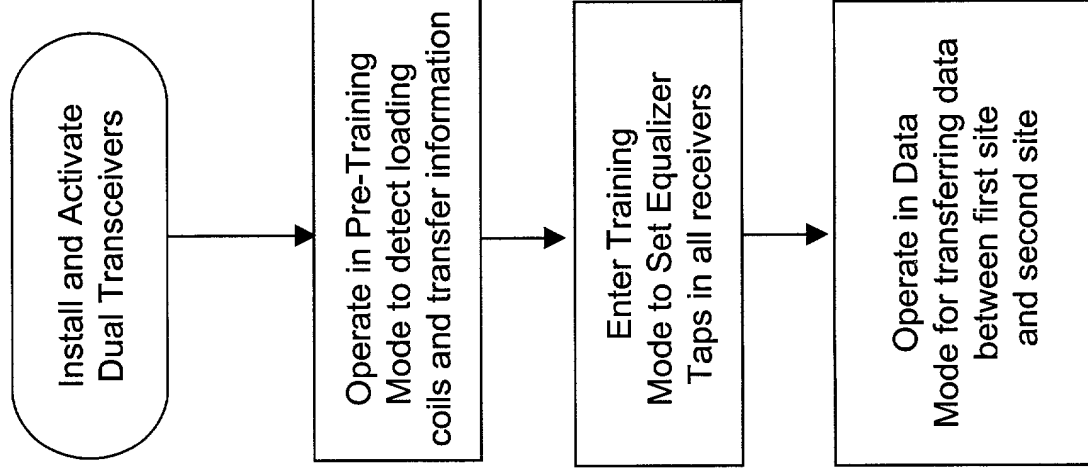 Install and Activate
Dual Transceivers
Operate in Pre-Training
Mode to detect loading
coils and transfer information
Enter Training
Mode to Set Equalizer
Taps in all receivers
Operate in Data
Mode for transferring data
between first site
and second site